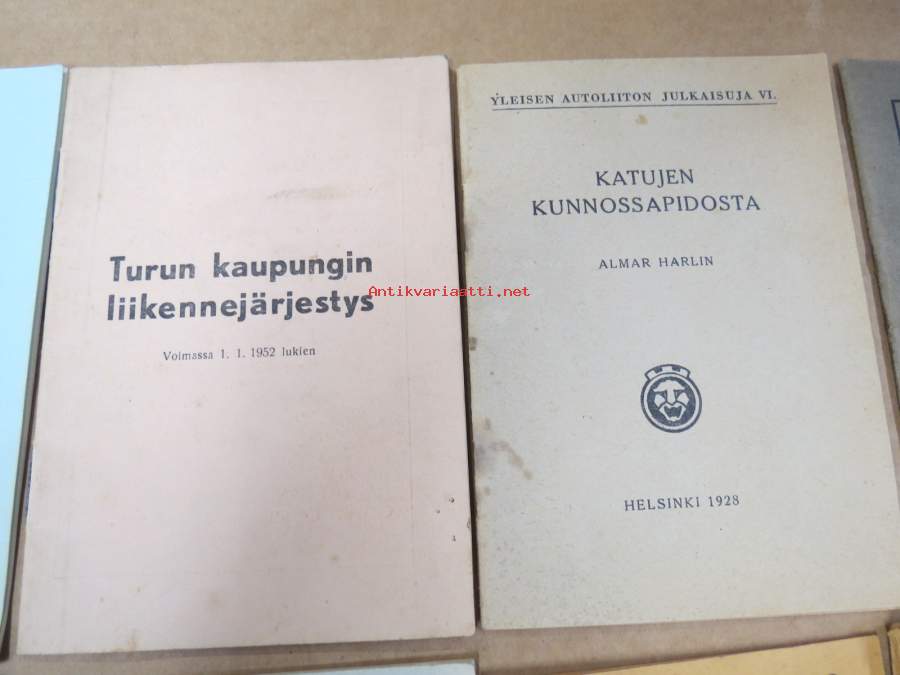 Turun kaupungin
liikennejärjestys
Voimassa 1. 1. 1952 lukien
YLEISEN AUTOLIITON JULKAISUJA VI.
KATUJEN
KUNNOSSAPIDOSTA
ALMAR HARLIN
HELSINKI 1928
Antikvariaatti.net